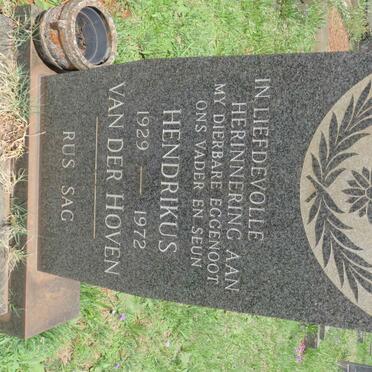 IN LIEFDEVOLLE
HERINNERING AAN
MY DIERBARE EGGENOOT
ONS VADER EN SEUN
HENDRIKUS
1929 — 1972
VAN DER HOVEN
RUS SAG